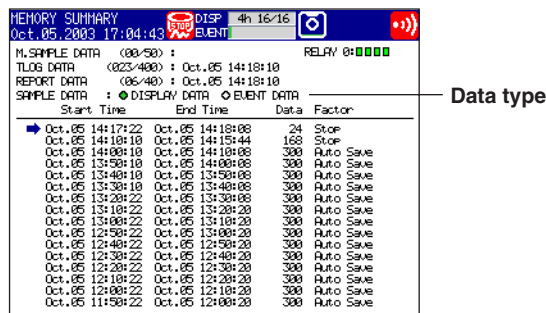 MEMORY SUMMARY DISP 4h 16/16
Oct.05.2003 17:04:43 STOP EVENT
M.SAMPLE DATA (00/50) : RELAY 0:
TLOG DATA (023/400) : Oct.05 14:18:10
REPORT DATA (06/40) : Oct.05 14:18:10
SAMPLE DATA : DISPLAY DATA EVENT DATA
Data type
Start Time End Time Data Factor
Oct.05 14:17:22 Oct.05 14:18:08 24 Stop
Oct.05 14:10:10 Oct.05 14:15:44 168 Stop
Oct.05 14:00:10 Oct.05 14:10:08 300 Auto Save
Oct.05 13:50:10 Oct.05 14:00:08 300 Auto Save
Oct.05 13:40:10 Oct.05 13:50:08 300 Auto Save
Oct.05 13:30:10 Oct.05 13:40:08 300 Auto Save
Oct.05 13:20:22 Oct.05 13:30:08 300 Auto Save
Oct.05 13:10:22 Oct.05 13:20:20 300 Auto Save
Oct.05 13:00:22 Oct.05 13:10:20 300 Auto Save
Oct.05 12:50:22 Oct.05 13:00:20 300 Auto Save
Oct.05 12:40:22 Oct.05 12:50:20 300 Auto Save
Oct.05 12:30:22 Oct.05 12:40:20 300 Auto Save
Oct.05 12:20:22 Oct.05 12:30:20 300 Auto Save
Oct.05 12:10:22 Oct.05 12:20:20 300 Auto Save
Oct.05 12:00:22 Oct.05 12:10:20 300 Auto Save
Oct.05 11:50:22 Oct.05 12:00:20 300 Auto Save